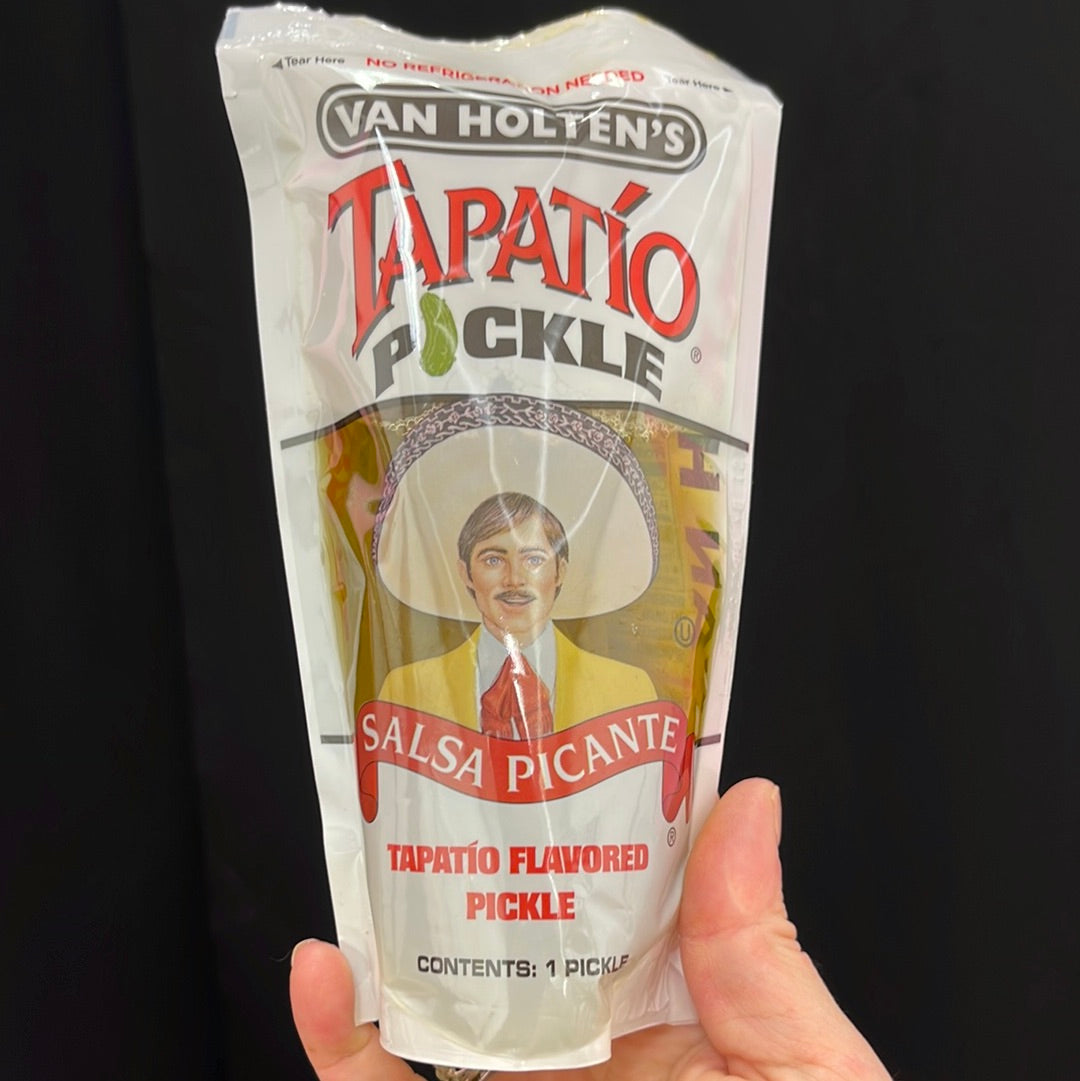 Tear Here
NO REFRIGERATION NEEDED
Tear Here
VAN HOLTEN'S
TAPATÍO
PICKLE
®
U
SALSA PICANTE
®
TAPATÍO FLAVORED
PICKLE
CONTENTS: 1 PICKLE